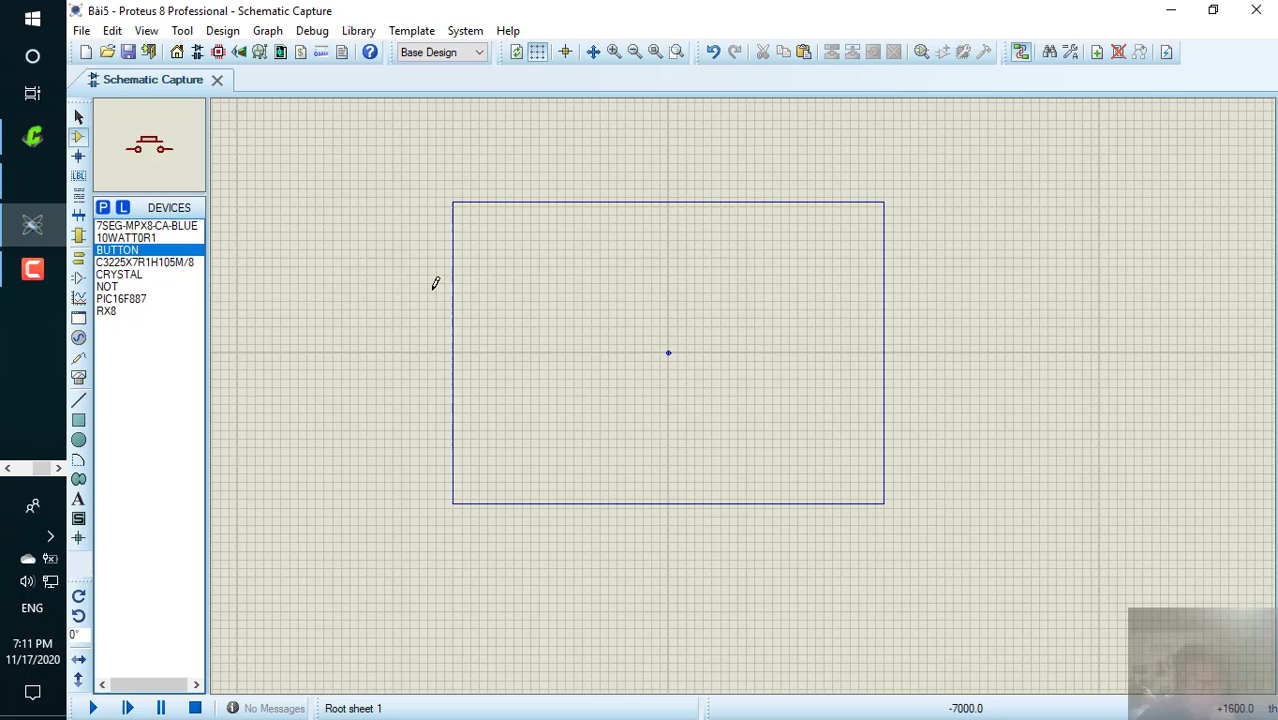 Bài5 - Proteus 8 Professional - Schematic Capture
File Edit View Tool Design Graph Debug Library Template System Help
Base Design
Schematic Capture
P L DEVICES
7SEG-MPX8-CA-BLUE
10WATT0R1
BUTTON
C3225X7R1H105M/8
CRYSTAL
NOT
PIC16F887
RX8
LBL
A
S
0°
ENG
7:11 PM
11/17/2020
No Messages
Root sheet 1
-7000.0
+1600.0
th